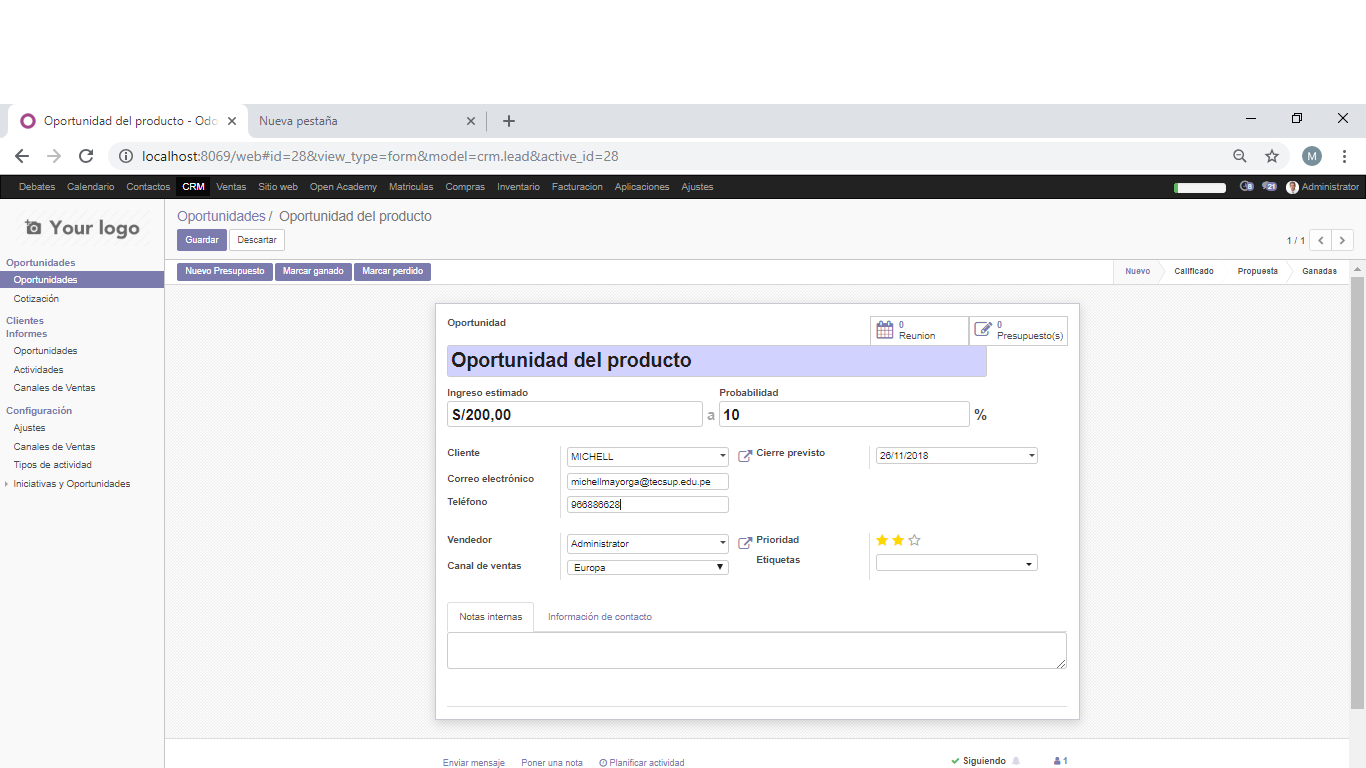 Oportunidad del producto - Odo
Nueva pestaña
localhost:8069/web#id=28&view_type=form&model=crm.lead&active_id=28
M
Debates Calendario Contactos CRM Ventas Sitio web Open Academy Matriculas Compras Inventario Facturacion Aplicaciones Ajustes
8 21 Administrator
Your logo
Oportunidades / Oportunidad del producto
Guardar Descartar
1 / 1
Nuevo Presupuesto Marcar ganado Marcar perdido
Nuevo Calificado Propuesta Ganadas
Oportunidades
Oportunidades
Cotización
Clientes
Informes
Oportunidades
Actividades
Canales de Ventas
Configuración
Ajustes
Canales de Ventas
Tipos de actividad
Iniciativas y Oportunidades
Oportunidad
0
Reunion
0
Presupuesto(s)
Oportunidad del producto
Ingreso estimado Probabilidad
S/200,00 a 10 %
Cliente MICHELL Cierre previsto 26/11/2018
Correo electrónico michellmayorga@tecsup.edu.pe
Teléfono 966886628
Vendedor Administrator Prioridad
Canal de ventas Europa Etiquetas
Notas internas Información de contacto
Enviar mensaje Poner una nota Planificar actividad Siguiendo 1